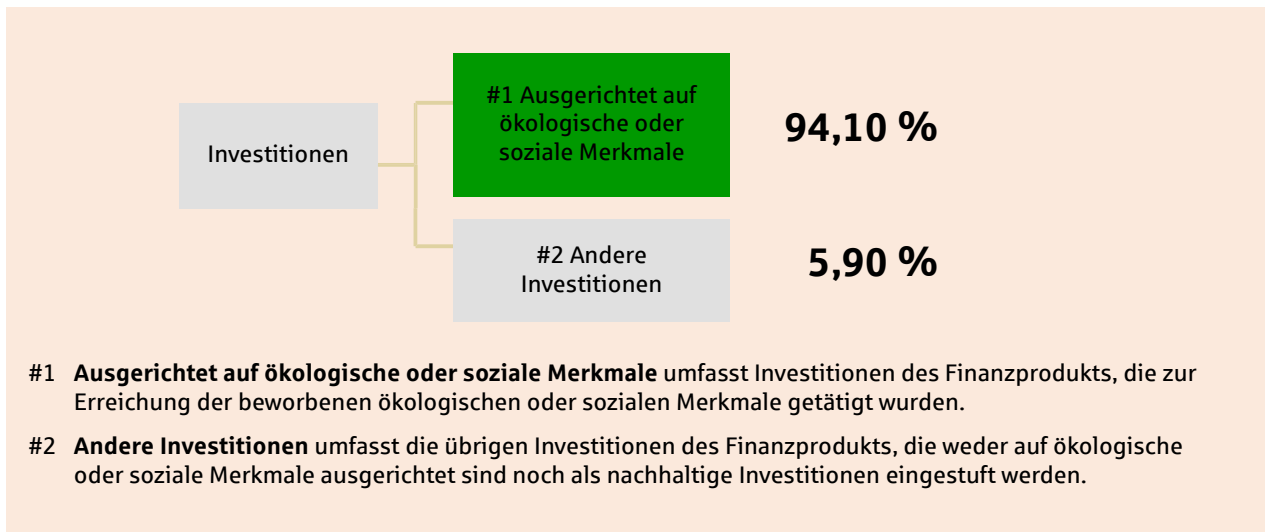 #1 Ausgerichtet auf
ökologische oder
soziale Merkmale
94,10 %
Investitionen
#2 Andere
Investitionen
5,90 %
#1 Ausgerichtet auf ökologische oder soziale Merkmale umfasst Investitionen des Finanzprodukts, die zur
Erreichung der beworbenen ökologischen oder sozialen Merkmale getätigt wurden.
#2 Andere Investitionen umfasst die übrigen Investitionen des Finanzprodukts, die weder auf ökologische
oder soziale Merkmale ausgerichtet sind noch als nachhaltige Investitionen eingestuft werden.